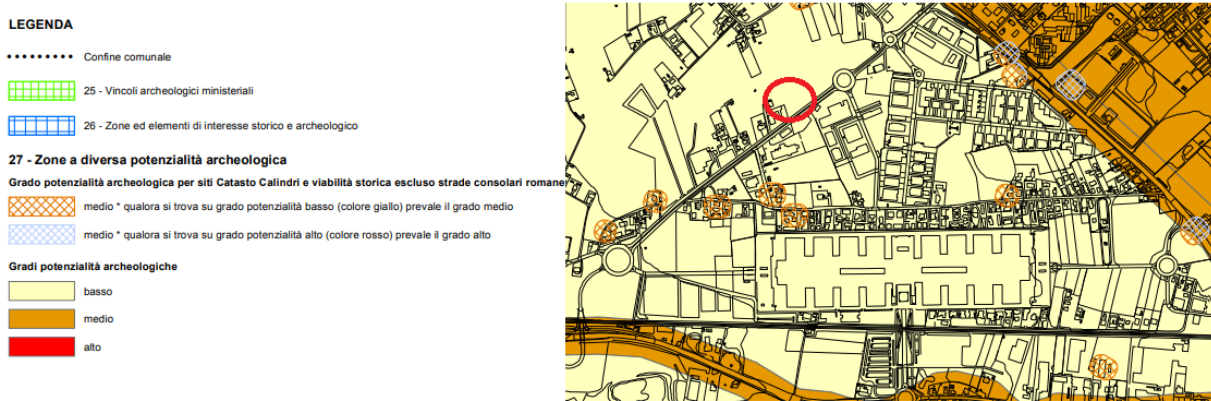 LEGENDA
Confine comunale
25 - Vincoli archeologici ministeriali
26 - Zone ed elementi di interesse storico e archeologico
27 - Zone a diversa potenzialità archeologica
Grado potenzialità archeologica per siti Catasto Calindri e viabilità storica escluso strade consolari romane
medio * qualora si trova su grado potenzialità basso (colore giallo) prevale il grado medio
medio * qualora si trova su grado potenzialità alto (colore rosso) prevale il grado alto
Gradi potenzialità archeologiche
basso
medio
alto